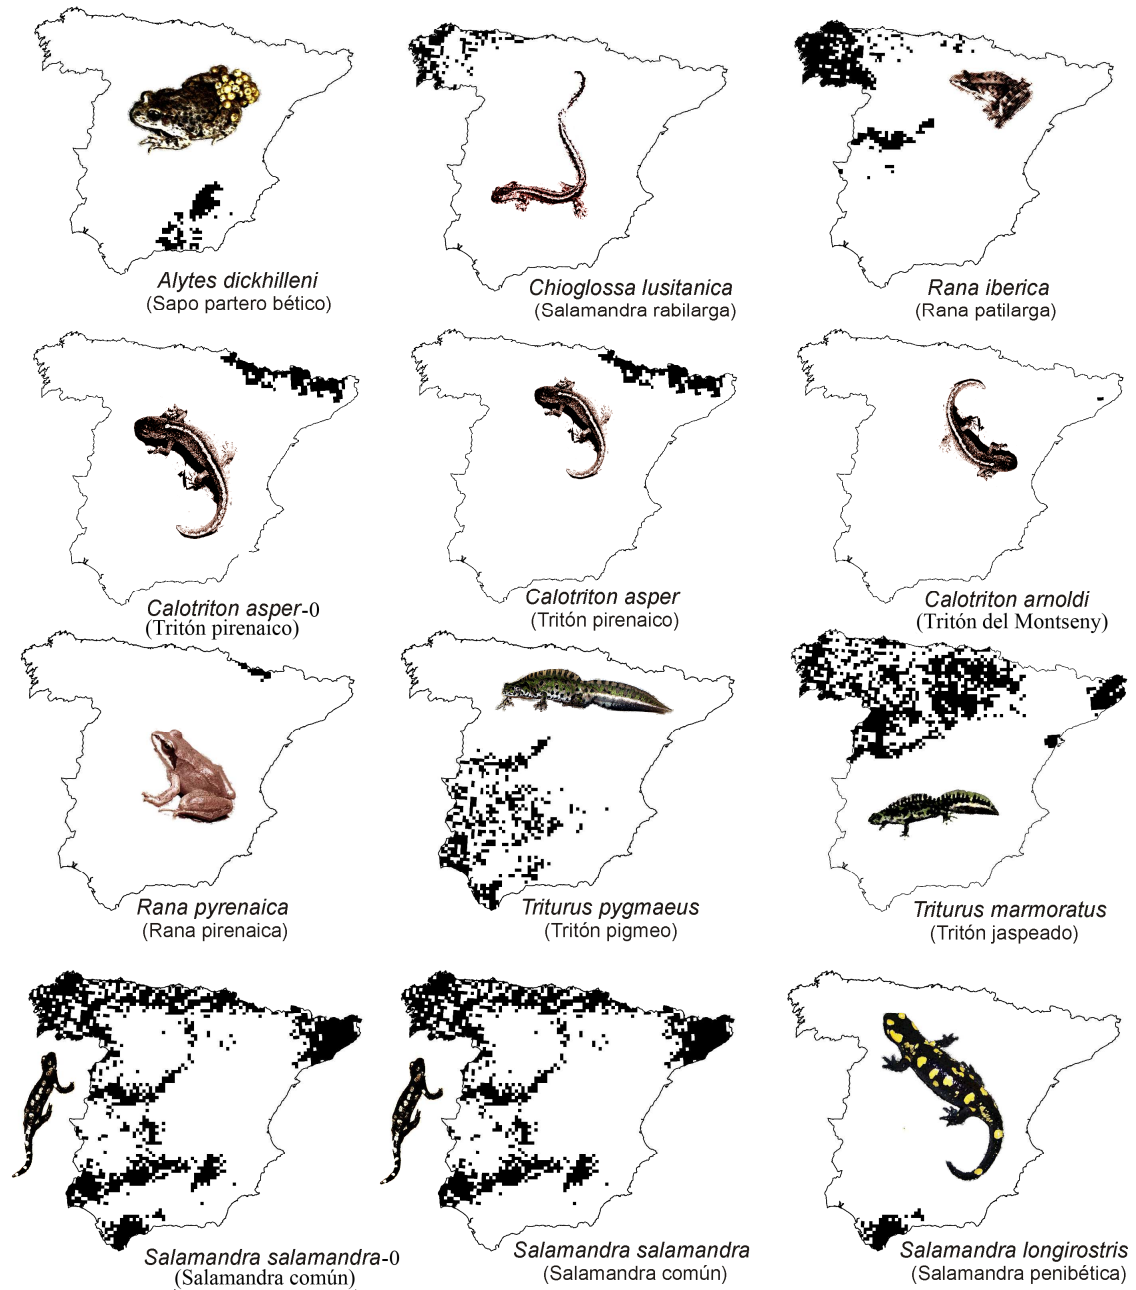 Alytes dickhilleni
(Sapo partero bético)
Chioglossa lusitanica
(Salamandra rabilarga)
Rana iberica
(Rana patilarga)
Calotriton asper-0
(Tritón pirenaico)
Calotriton asper
(Tritón pirenaico)
Calotriton arnoldi
(Tritón del Montseny)
Rana pyrenaica
(Rana pirenaica)
Triturus pygmaeus
(Tritón pigmeo)
Triturus marmoratus
(Tritón jaspeado)
Salamandra salamandra-0
(Salamandra común)
Salamandra salamandra
(Salamandra común)
Salamandra longirostris
(Salamandra penibética)